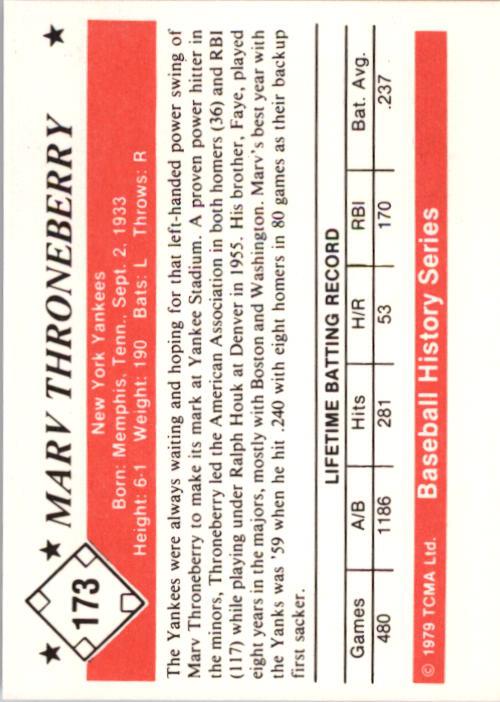 173
MARV THRONEBERRY
New York Yankees
Born: Memphis, Tenn., Sept. 2, 1933
Height: 6-1 Weight: 190 Bats: L Throws: R
The Yankees were always waiting and hoping for that left-handed power swing of
Marv Throneberry to make its mark at Yankee Stadium. A proven power hitter in
the minors, Throneberry led the American Association in both homers (36) and RBI
(117) while playing under Ralph Houk at Denver in 1955. His brother, Faye, played
eight years in the majors, mostly with Boston and Washington. Marv's best year with
the Yanks was '59 when he hit .240 with eight homers in 80 games as their backup
first sacker.
LIFETIME BATTING RECORD
Games A/B Hits H/R RBI Bat. Avg.
480 1186 281 53 170 .237
© 1979 TCMA Ltd. Baseball History Series